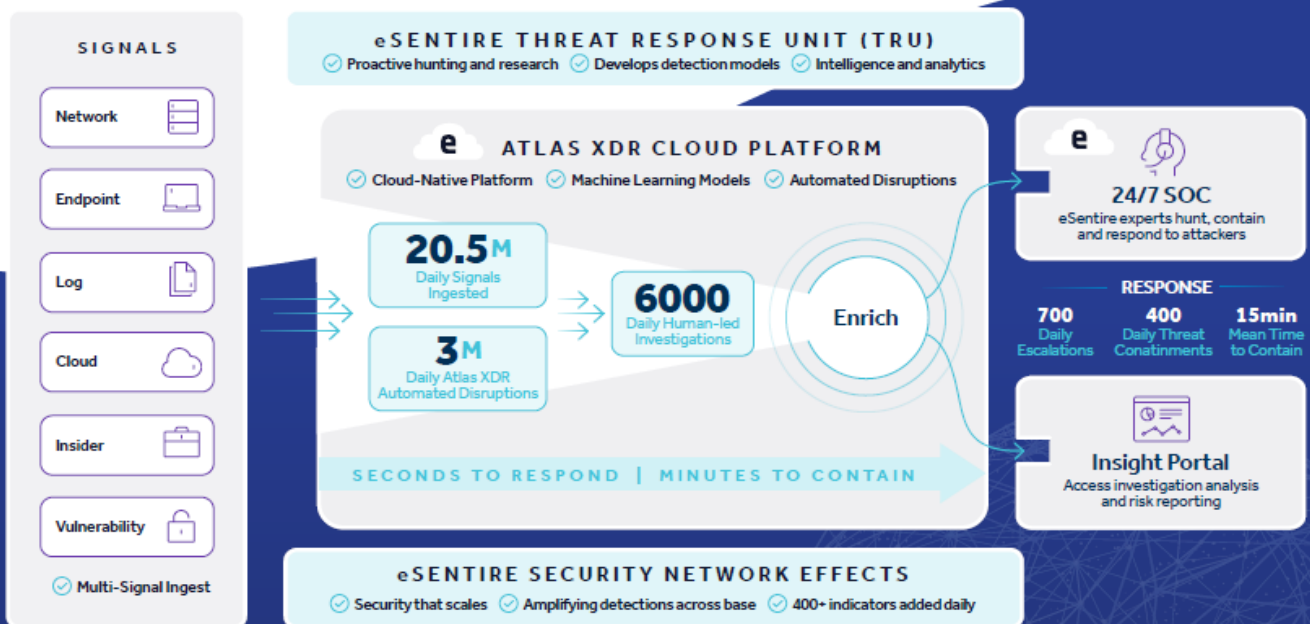 SIGNALS
Network
Endpoint
Log
Cloud
Insider
Vulnerability
Multi-Signal Ingest
eSENTIRE THREAT RESPONSE UNIT (TRU)
Proactive hunting and research Develops detection models Intelligence and analytics
e ATLAS XDR CLOUD PLATFORM
Cloud-Native Platform Machine Learning Models Automated Disruptions
20.5M
Daily Signals
Ingested
3M
Daily Atlas XDR
Automated Disruptions
6000
Daily Human-led
Investigations
Enrich
SECONDS TO RESPOND | MINUTES TO CONTAIN
e
24/7 SOC
eSentire experts hunt, contain
and respond to attackers
RESPONSE
700
Daily
Escalations
400
Daily Threat
Conatinments
15min
Mean Time
to Contain
Insight Portal
Access investigation analysis
and risk reporting
eSENTIRE SECURITY NETWORK EFFECTS
Security that scales Amplifying detections across base 400+ indicators added daily